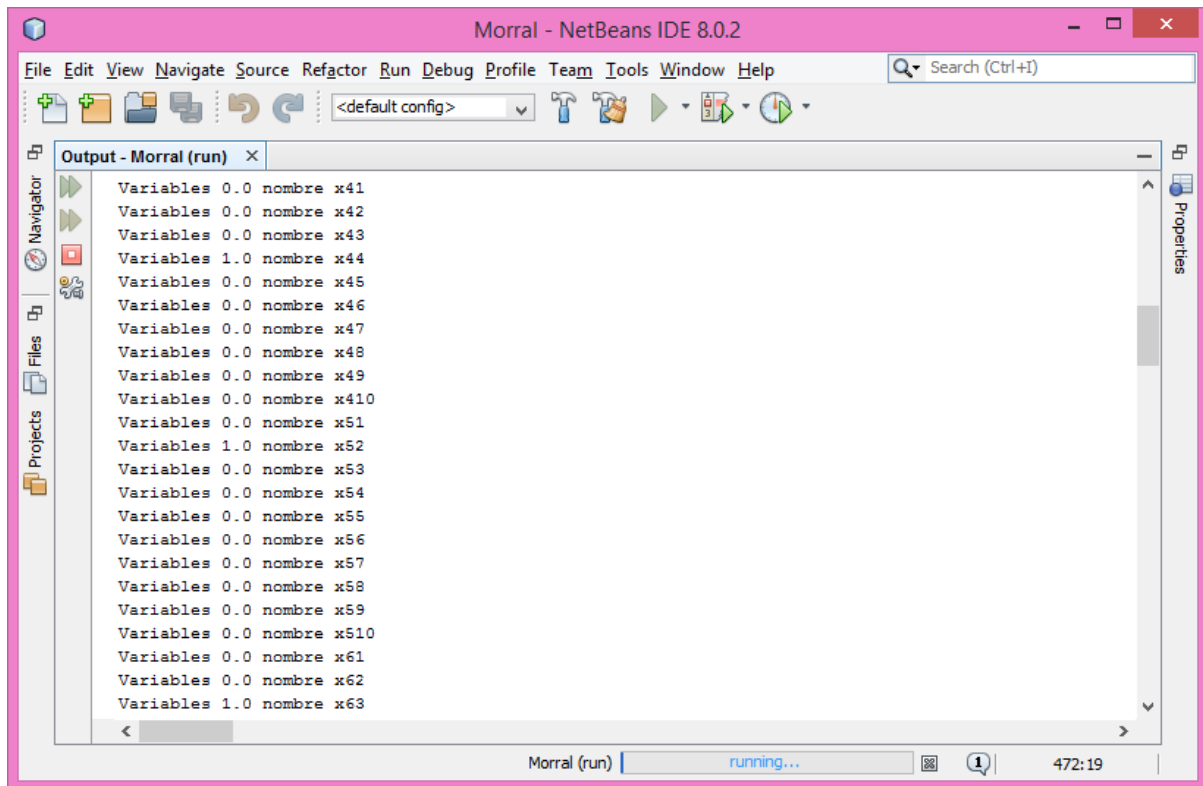 Morral - NetBeans IDE 8.0.2
File Edit View Navigate Source Refactor Run Debug Profile Team Tools Window Help
Search (Ctrl+I)
<default config>
Output - Morral (run)
Navigator
Files
Projects
Properties
Variables 0.0 nombre x41
Variables 0.0 nombre x42
Variables 0.0 nombre x43
Variables 1.0 nombre x44
Variables 0.0 nombre x45
Variables 0.0 nombre x46
Variables 0.0 nombre x47
Variables 0.0 nombre x48
Variables 0.0 nombre x49
Variables 0.0 nombre x410
Variables 0.0 nombre x51
Variables 1.0 nombre x52
Variables 0.0 nombre x53
Variables 0.0 nombre x54
Variables 0.0 nombre x55
Variables 0.0 nombre x56
Variables 0.0 nombre x57
Variables 0.0 nombre x58
Variables 0.0 nombre x59
Variables 0.0 nombre x510
Variables 0.0 nombre x61
Variables 0.0 nombre x62
Variables 1.0 nombre x63
Morral (run)
running...
1
472:19